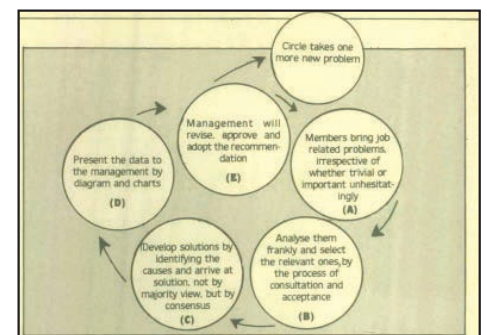 Circle takes one
more new problem
Management will
revise, approve and
adopt the recommen-
dation
(E)
Members bring job
related problems,
irrespective of
whether trivial or
important unhesitat-
ingly
(A)
Analyse them
frankly and select
the relevant ones, by
the process of
consultation and
acceptance
(B)
Develop solutions by
identifying the
causes and arrive at
solution, not by
majority view, but by
consensus
(C)
Present the data to
the management by
diagram and charts
(D)